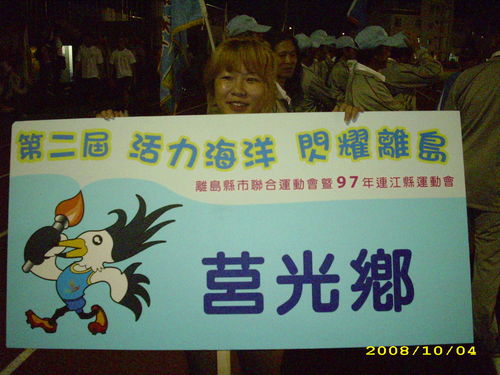 第二屆 活力海洋 閃耀離島
離島縣市聯合運動會暨97年連江縣運動會
莒光鄉
2008/10/04